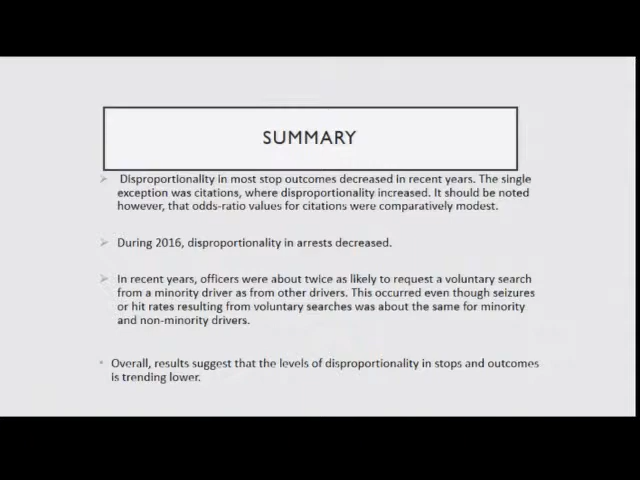 SUMMARY
Disproportionality in most stop outcomes decreased in recent years. The single
exception was citations, where disproportionality increased. It should be noted
however, that odds-ratio values for citations were comparatively modest.
During 2016, disproportionality in arrests decreased.
In recent years, officers were about twice as likely to request a voluntary search
from a minority driver as from other drivers. This occurred even though seizures
or hit rates resulting from voluntary searches was about the same for minority
and non-minority drivers.
Overall, results suggest that the levels of disproportionality in stops and outcomes
is trending lower.